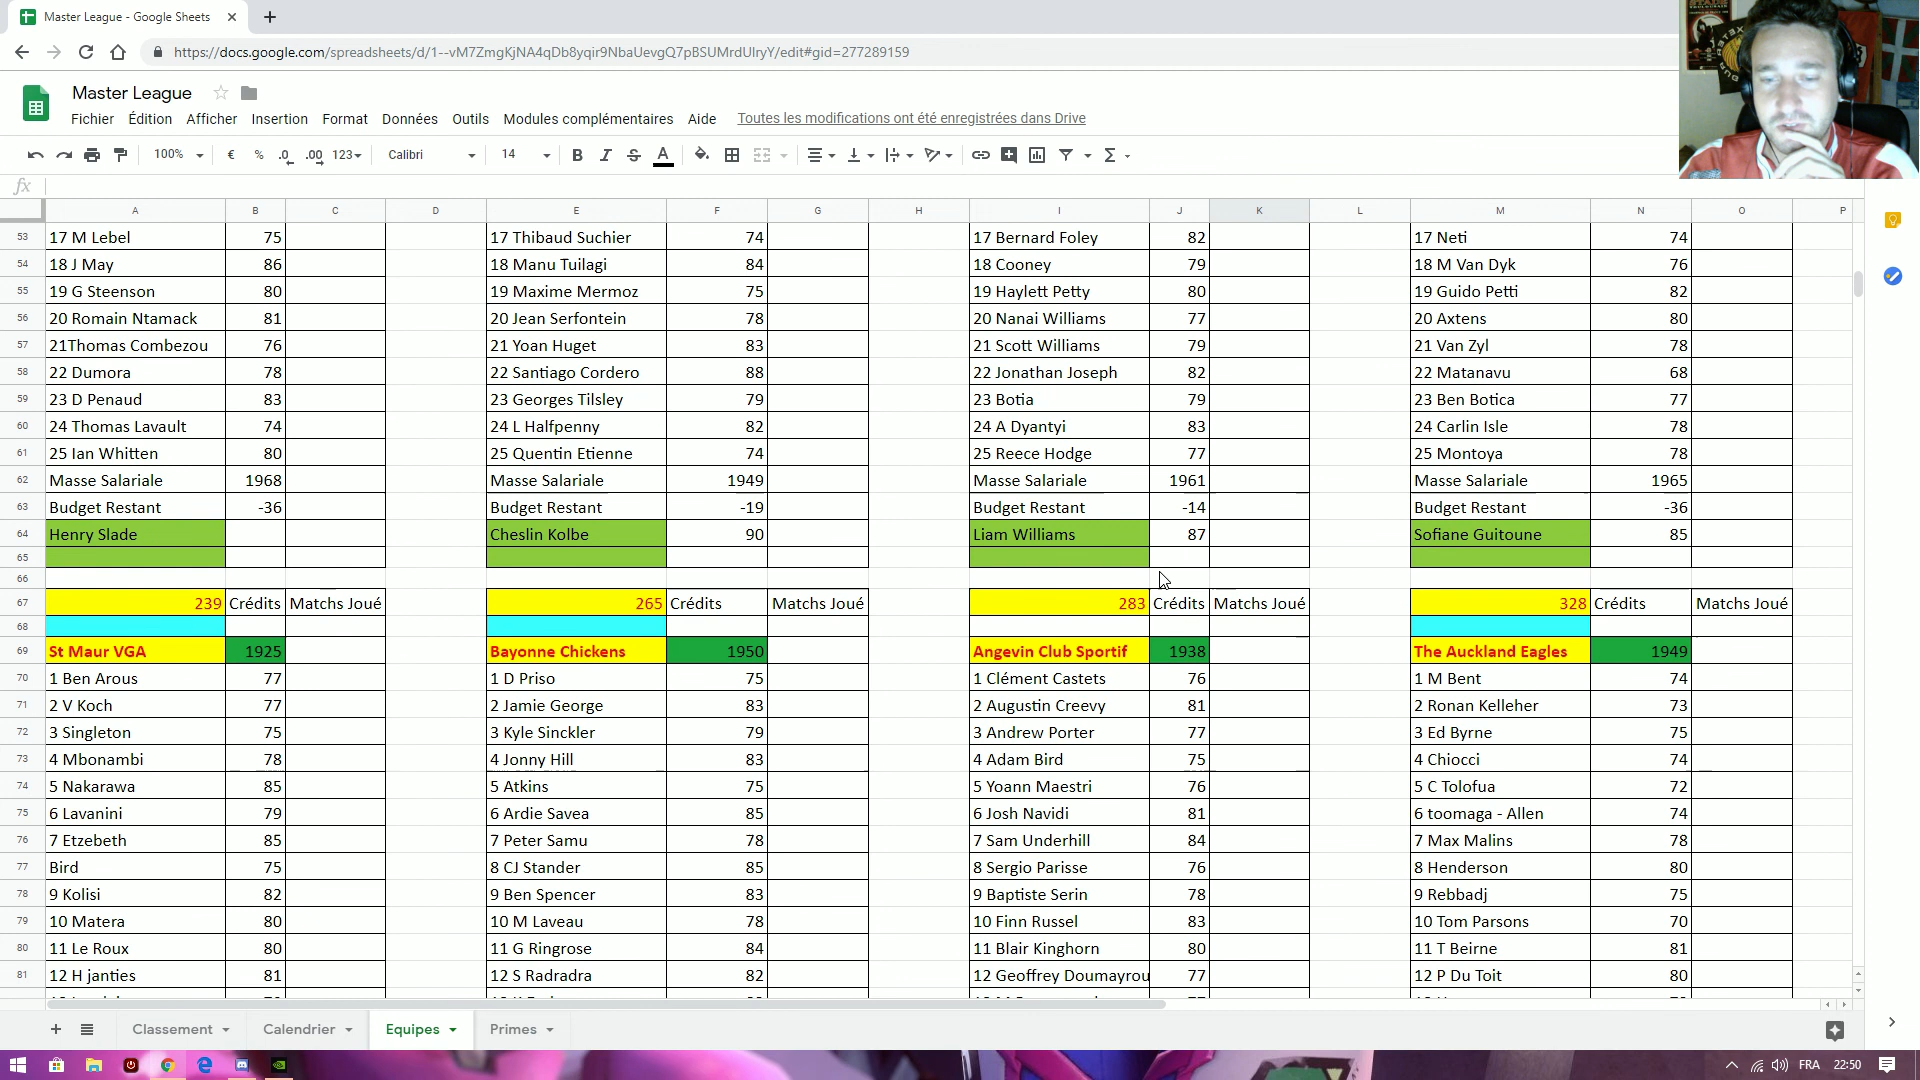 Master League - Google Sheets
https://docs.google.com/spreadsheets/d/1--vM7ZmgKjNA4qDb8yqir9NbaUevgQ7pBSUMrdUlryY/edit#gid=277289159
Master League
Fichier Édition Afficher Insertion Format Données Outils Modules complémentaires Aide Toutes les modifications ont été enregistrées dans Drive
100% € % .0 .00 123 Calibri 14 B I S A Σ
fx
A B C D E F G H I J K L M N O P
53 17 M Lebel 75 17 Thibaud Suchier 74 17 Bernard Foley 82 17 Neti 74
54 18 J May 86 18 Manu Tuilagi 84 18 Cooney 79 18 M Van Dyk 76
55 19 G Steenson 80 19 Maxime Mermoz 75 19 Haylett Petty 80 19 Guido Petti 82
56 20 Romain Ntamack 81 20 Jean Serfontein 78 20 Nanai Williams 77 20 Axtens 80
57 21Thomas Combezou 76 21 Yoan Huget 83 21 Scott Williams 79 21 Van Zyl 78
58 22 Dumora 78 22 Santiago Cordero 88 22 Jonathan Joseph 82 22 Matanavu 68
59 23 D Penaud 83 23 Georges Tilsley 79 23 Botia 79 23 Ben Botica 77
60 24 Thomas Lavault 74 24 L Halfpenny 82 24 A Dyantyi 83 24 Carlin Isle 78
61 25 Ian Whitten 80 25 Quentin Etienne 74 25 Reece Hodge 77 25 Montoya 78
62 Masse Salariale 1968 Masse Salariale 1949 Masse Salariale 1961 Masse Salariale 1965
63 Budget Restant -36 Budget Restant -19 Budget Restant -14 Budget Restant -36
64 Henry Slade Cheslin Kolbe 90 Liam Williams 87 Sofiane Guitoune 85
65
66
67 239 Crédits Matchs Joué 265 Crédits Matchs Joué 283 Crédits Matchs Joué 328 Crédits Matchs Joué
68
69 St Maur VGA 1925 Bayonne Chickens 1950 Angevin Club Sportif 1938 The Auckland Eagles 1949
70 1 Ben Arous 77 1 D Priso 75 1 Clément Castets 76 1 M Bent 74
71 2 V Koch 77 2 Jamie George 83 2 Augustin Creevy 81 2 Ronan Kelleher 73
72 3 Singleton 75 3 Kyle Sinckler 79 3 Andrew Porter 77 3 Ed Byrne 75
73 4 Mbonambi 78 4 Jonny Hill 83 4 Adam Bird 75 4 Chiocci 74
74 5 Nakarawa 85 5 Atkins 75 5 Yoann Maestri 76 5 C Tolofua 72
75 6 Lavanini 79 6 Ardie Savea 85 6 Josh Navidi 81 6 toomaga - Allen 74
76 7 Etzebeth 85 7 Peter Samu 78 7 Sam Underhill 84 7 Max Malins 78
77 Bird 75 8 CJ Stander 85 8 Sergio Parisse 76 8 Henderson 80
78 9 Kolisi 82 9 Ben Spencer 83 9 Baptiste Serin 78 9 Rebbadj 75
79 10 Matera 80 10 M Laveau 78 10 Finn Russel 83 10 Tom Parsons 70
80 11 Le Roux 80 11 G Ringrose 84 11 Blair Kinghorn 80 11 T Beirne 81
81 12 H janties 81 12 S Radradra 82 12 Geoffrey Doumayrou 77 12 P Du Toit 80
Classement Calendrier Equipes Primes
FRA 22:50